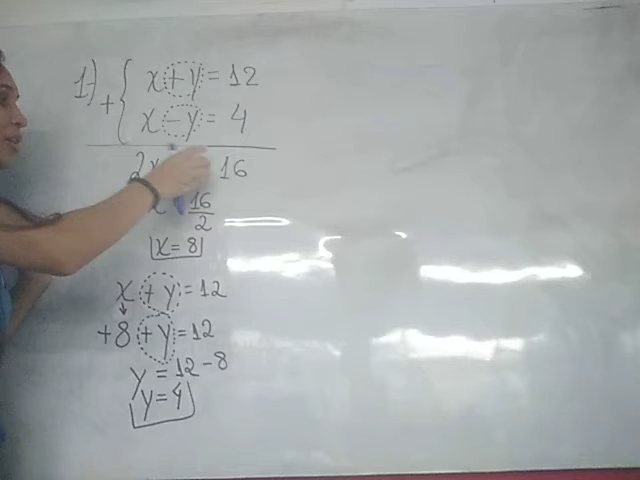 1-) + { x + y = 12
x - y = 4
2x 16
16/2
x = 8
x + y = 12
+8 + y = 12
y = 12 - 8
y = 4